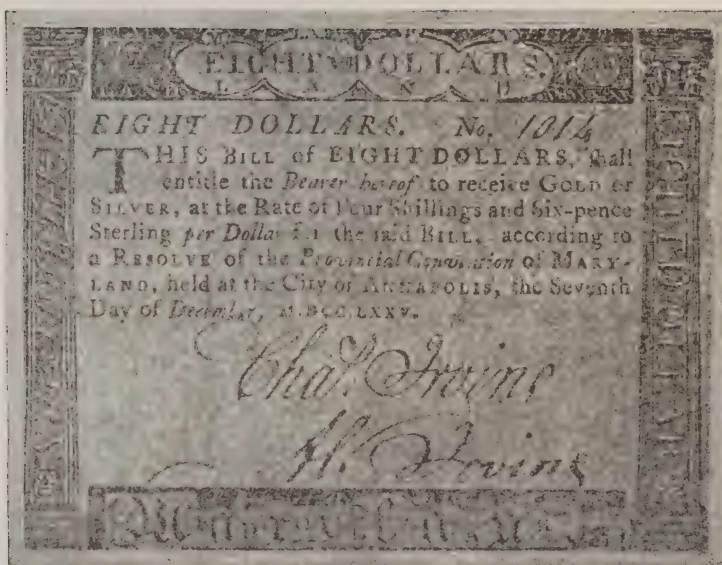 EIGHT DOLLARS.
L A N D
EIGHT DOLLARS. No. 1014
THIS BILL of EIGHT DOLLARS, shall
entitle the Bearer hereof to receive GOLD or
SILVER, at the Rate of Four Shillings and Six-pence
Sterling per Dollar for the said BILL, according to
a RESOLVE of the Provincial Convention of MARY-
LAND, held at the City of ANNAPOLIS, the Seventh
Day of December, M.DCC.LXXV.
Cha.s Irvine
Irvine